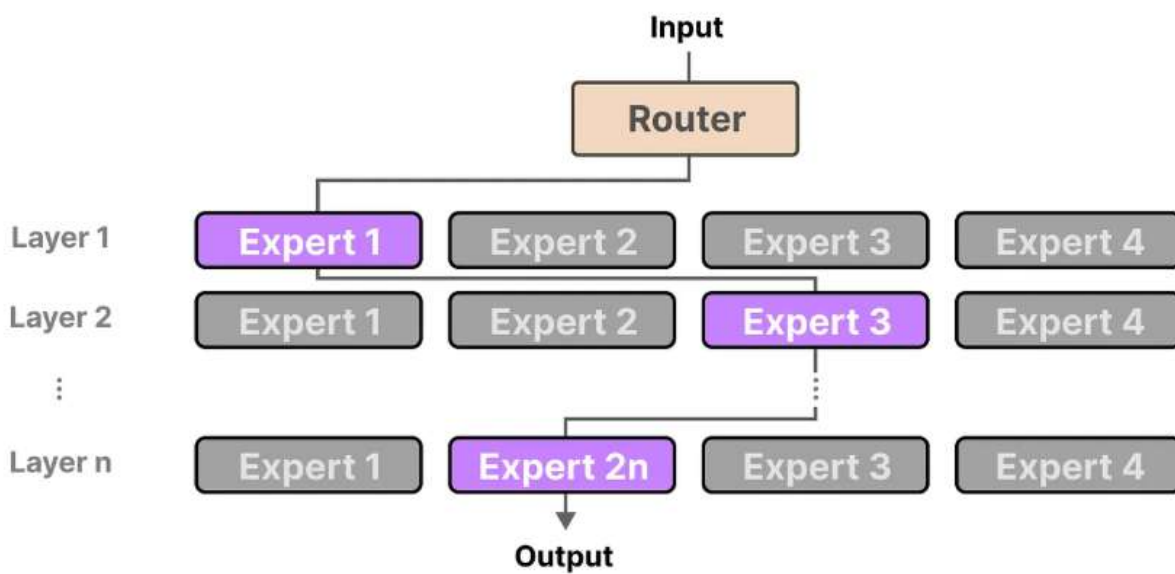 Input
Router
Layer 1 Expert 1 Expert 2 Expert 3 Expert 4
Layer 2 Expert 1 Expert 2 Expert 3 Expert 4
⋮ ⋮
Layer n Expert 1 Expert 2n Expert 3 Expert 4
Output